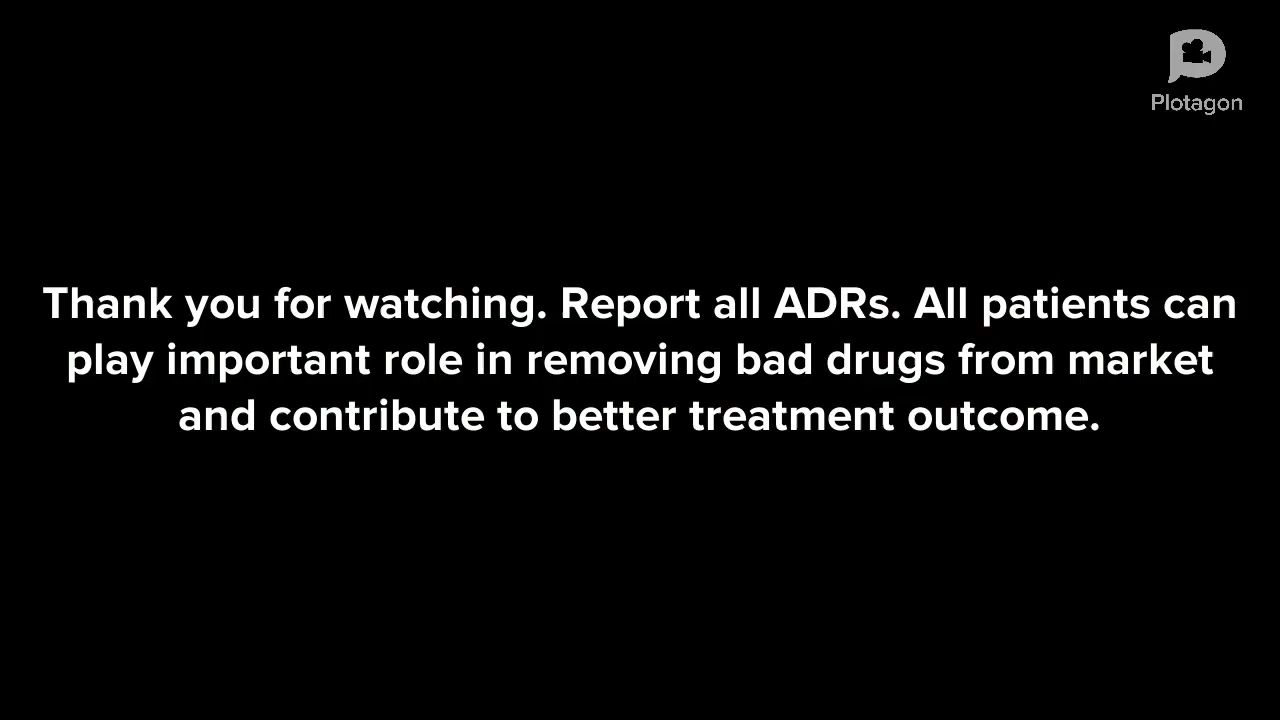 Plotagon
Thank you for watching. Report all ADRs. All patients can
play important role in removing bad drugs from market
and contribute to better treatment outcome.